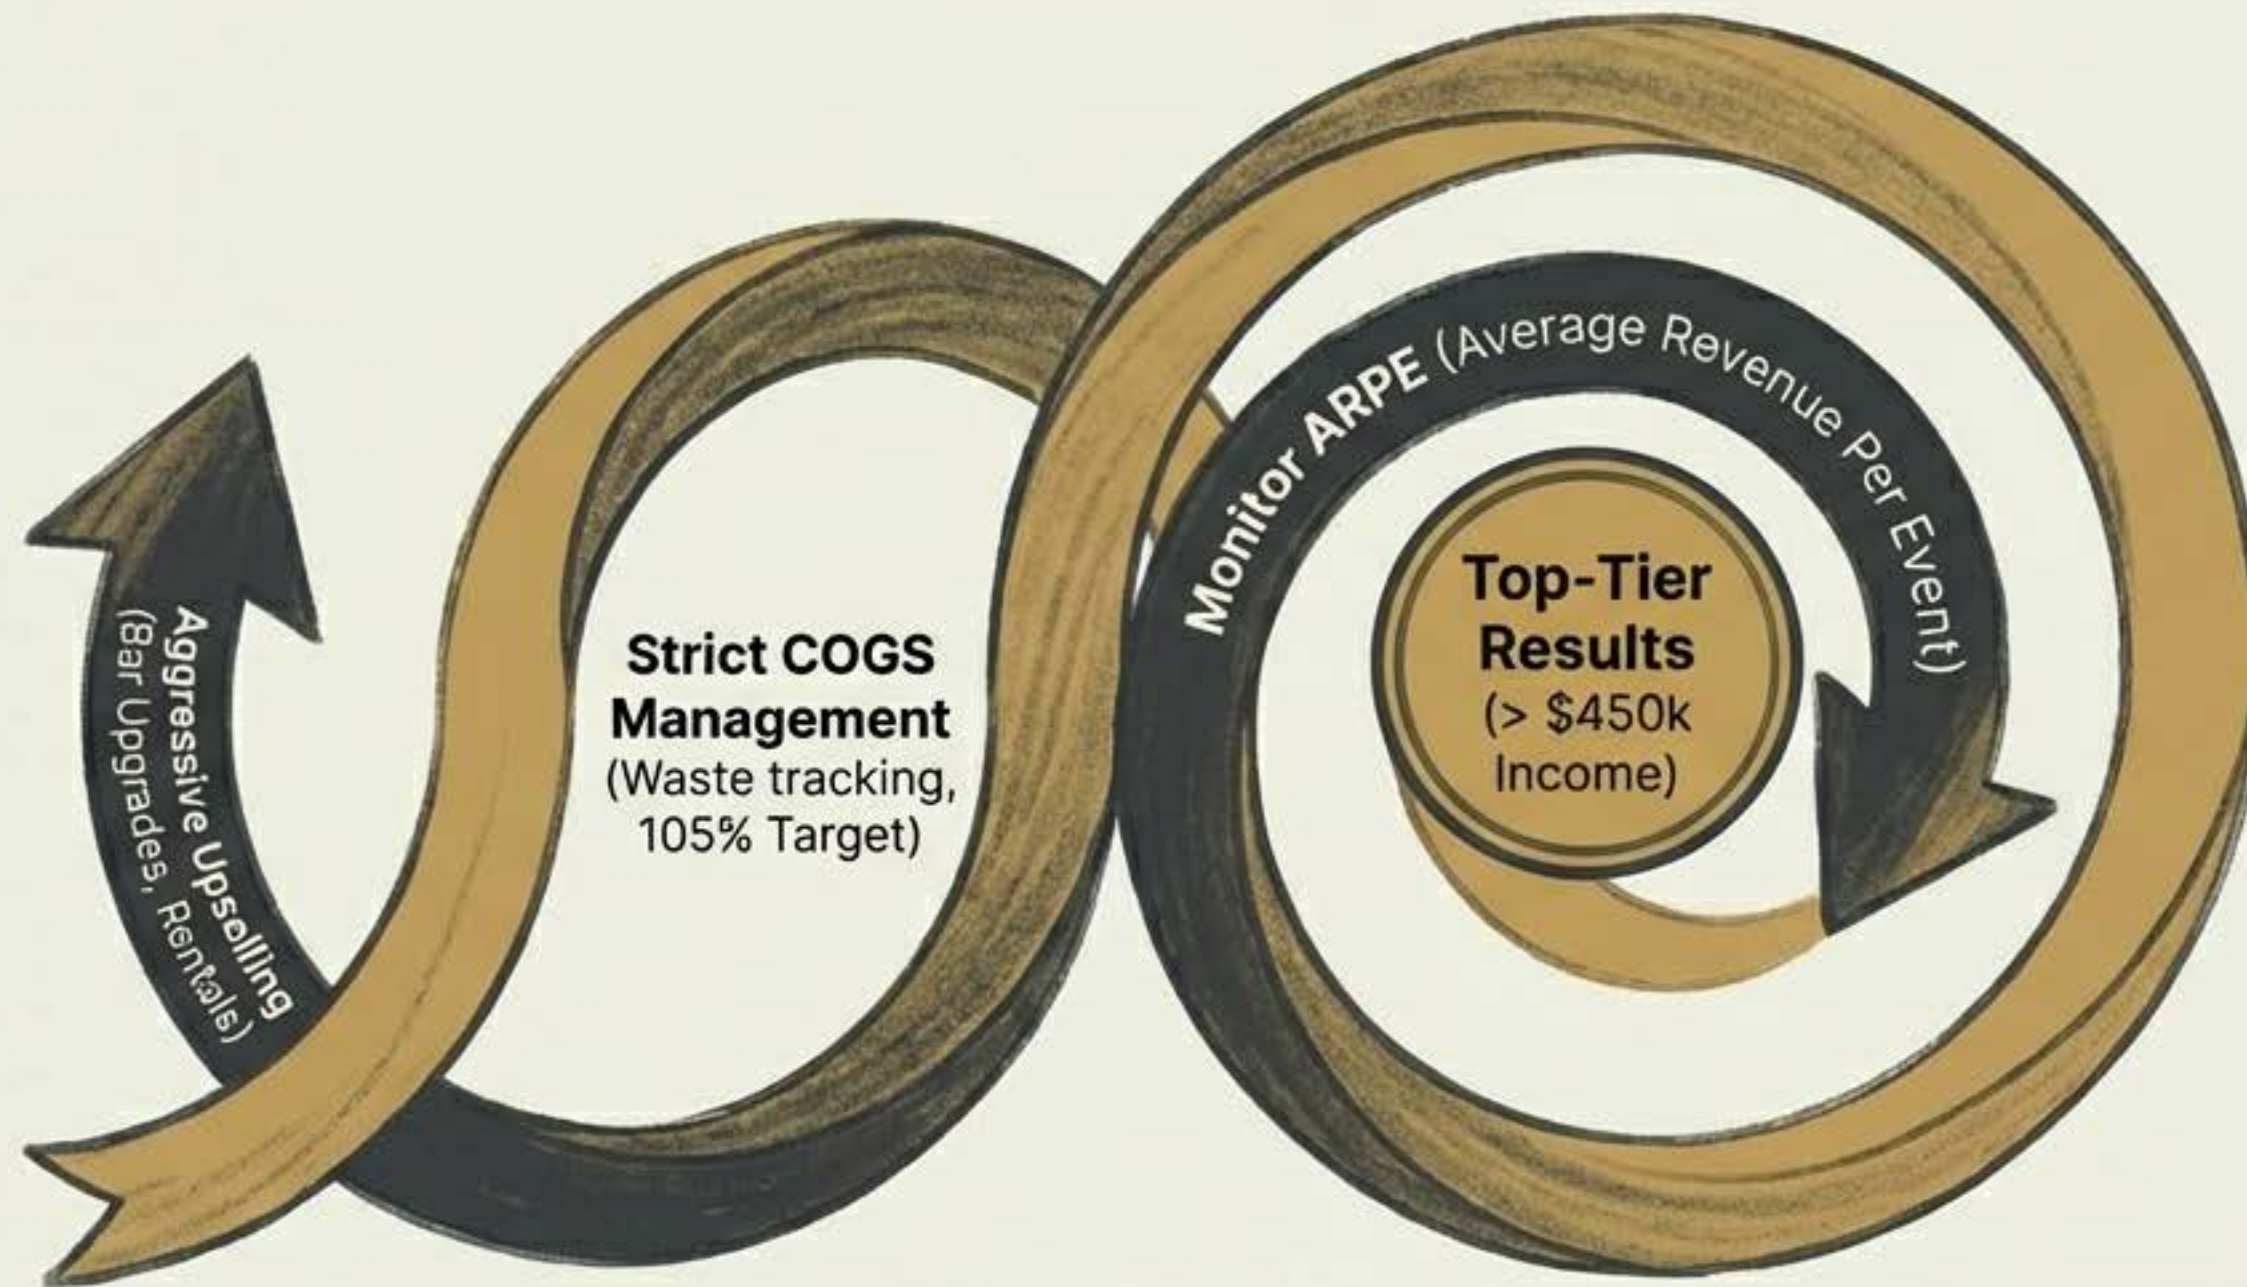 Aggressive Upselling
(Bar Upgrades, Rentals)
Strict COGS
Management
(Waste tracking,
105% Target)
Monitor ARPE (Average Revenue Per Event)
Top-Tier
Results
(> $450k
Income)